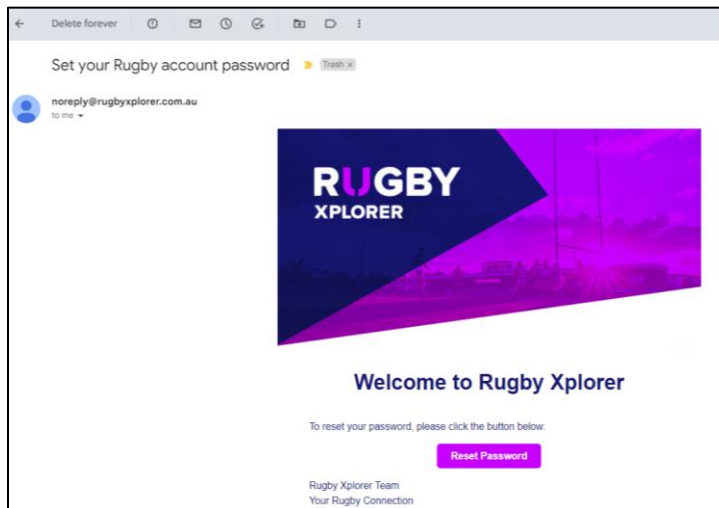 Delete forever
Set your Rugby account password Trash ×
noreply@rugbyxplorer.com.au
to me
RUGBY
XPLORER
Welcome to Rugby Xplorer
To reset your password, please click the button below:
Reset Password
Rugby Xplorer Team
Your Rugby Connection